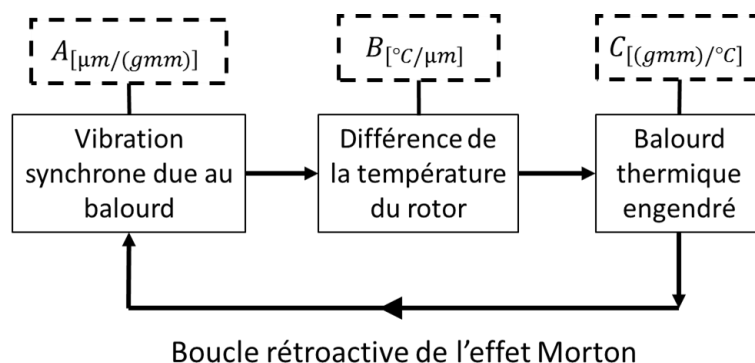 A[µm/(gmm)]
B[°C/µm]
C[(gmm)/°C]
Vibration
synchrone due au
balourd
Différence de
la température
du rotor
Balourd
thermique
engendré
Boucle rétroactive de l'effet Morton